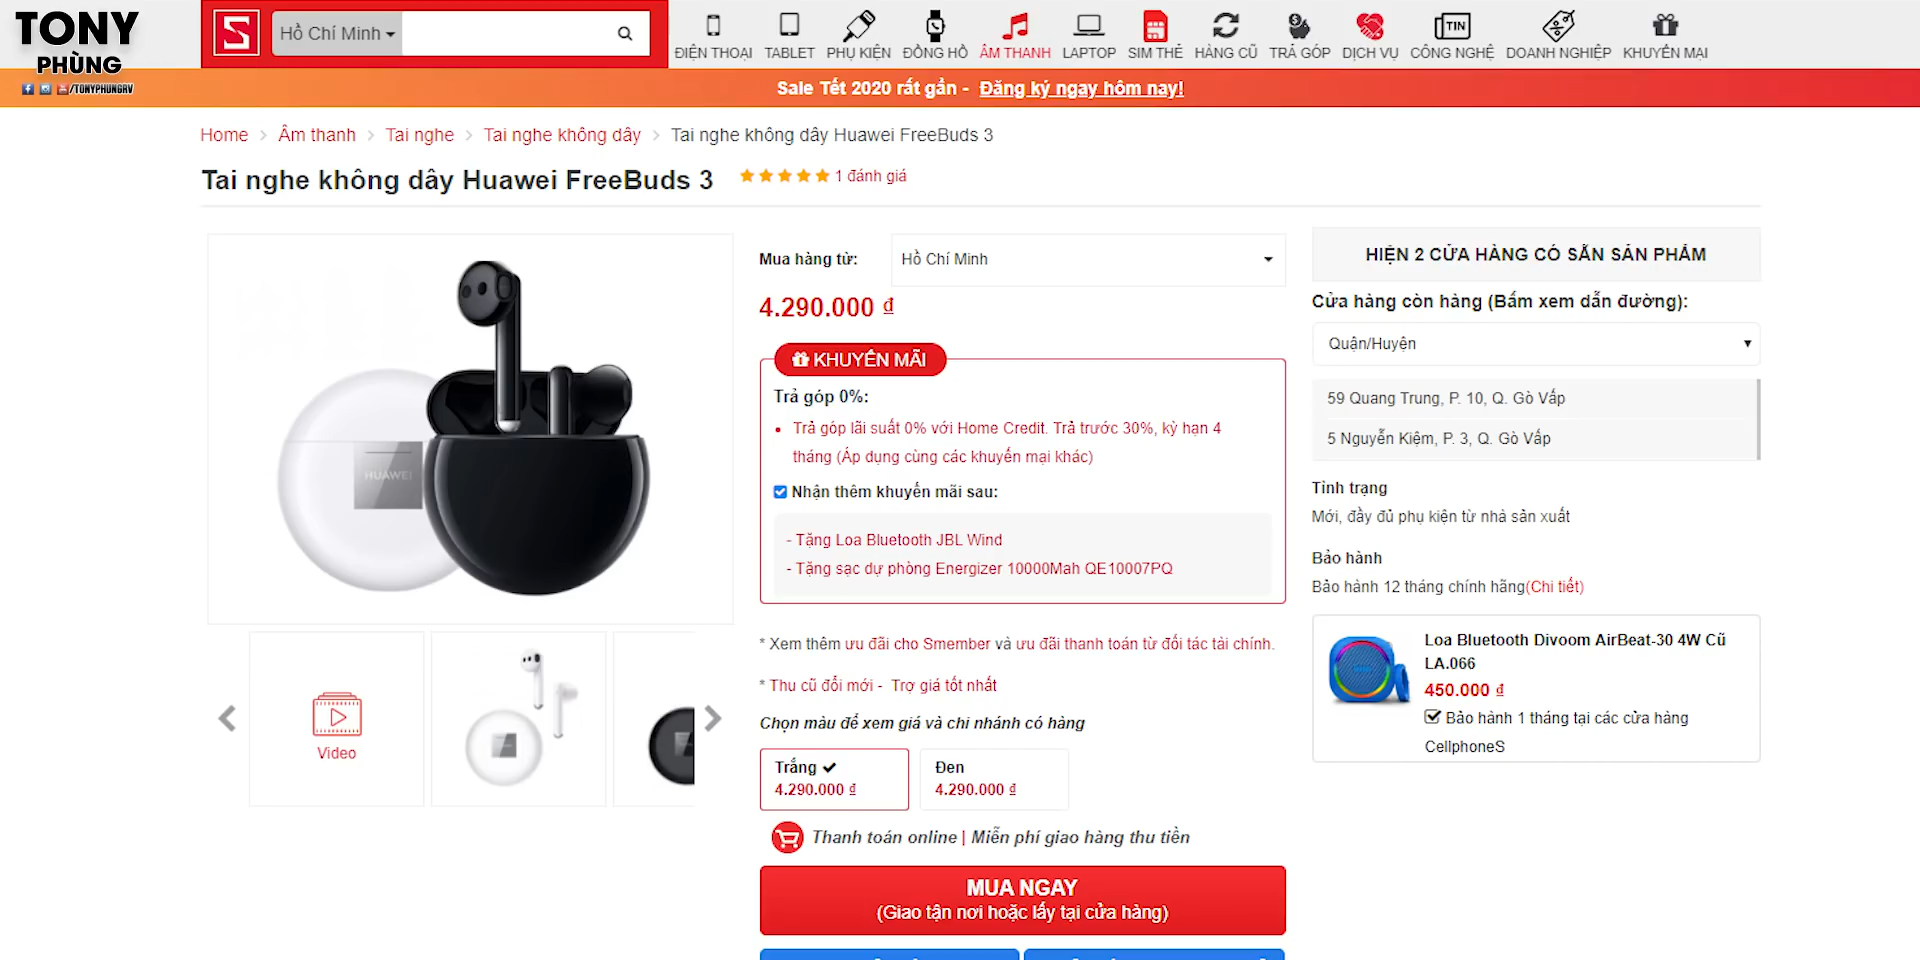 TONY
PHÙNG
/TONYPHUNGRV
Hồ Chí Minh
ĐIỆN THOẠI
TABLET
PHỤ KIỆN
ĐỒNG HỒ
ÂM THANH
LAPTOP
SIM THẺ
HÀNG CŨ
TRẢ GÓP
DỊCH VỤ
TIN
CÔNG NGHỆ
DOANH NGHIỆP
KHUYẾN MẠI
Sale Tết 2020 rất gần - Đăng ký ngay hôm nay!
Home > Âm thanh > Tai nghe > Tai nghe không dây > Tai nghe không dây Huawei FreeBuds 3
Tai nghe không dây Huawei FreeBuds 3
1 đánh giá
HUAWEI
Video
Mua hàng từ:
Hồ Chí Minh
4.290.000 ₫
KHUYẾN MÃI
Trả góp 0%:
Trả góp lãi suất 0% với Home Credit. Trả trước 30%, kỳ hạn 4
tháng (Áp dụng cùng các khuyến mại khác)
Nhận thêm khuyến mãi sau:
- Tặng Loa Bluetooth JBL Wind
- Tặng sạc dự phòng Energizer 10000Mah QE10007PQ
* Xem thêm ưu đãi cho Smember và ưu đãi thanh toán từ đối tác tài chính.
* Thu cũ đổi mới - Trợ giá tốt nhất
Chọn màu để xem giá và chi nhánh có hàng
Trắng
4.290.000 ₫
Đen
4.290.000 ₫
Thanh toán online | Miễn phí giao hàng thu tiền
MUA NGAY
(Giao tận nơi hoặc lấy tại cửa hàng)
HIỆN 2 CỬA HÀNG CÓ SẴN SẢN PHẨM
Cửa hàng còn hàng (Bấm xem dẫn đường):
Quận/Huyện
59 Quang Trung, P. 10, Q. Gò Vấp
5 Nguyễn Kiệm, P. 3, Q. Gò Vấp
Tình trạng
Mới, đầy đủ phụ kiện từ nhà sản xuất
Bảo hành
Bảo hành 12 tháng chính hãng(Chi tiết)
Loa Bluetooth Divoom AirBeat-30 4W Cũ
LA.066
450.000 ₫
Bảo hành 1 tháng tại các cửa hàng
CellphoneS